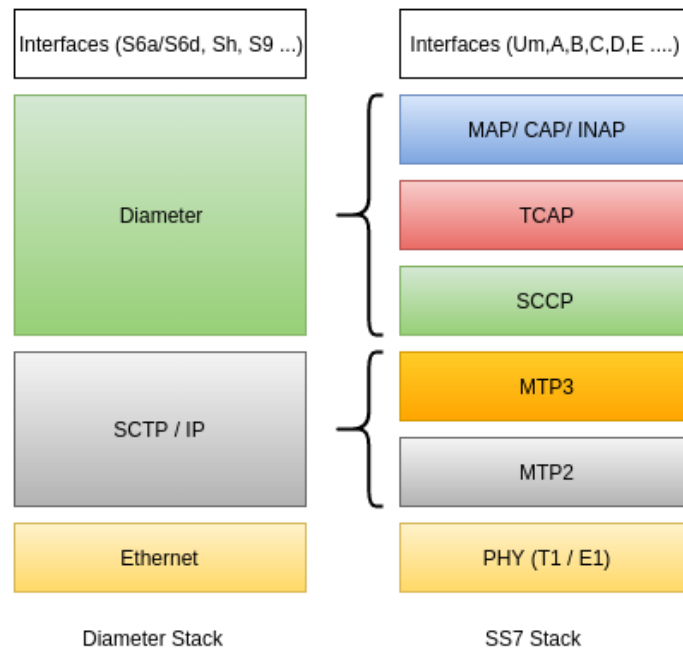 Interfaces (S6a/S6d, Sh, S9 ...)
Interfaces (Um,A,B,C,D,E ....)
Diameter
MAP/ CAP/ INAP
TCAP
SCCP
SCTP / IP
MTP3
MTP2
Ethernet
PHY (T1 / E1)
Diameter Stack
SS7 Stack